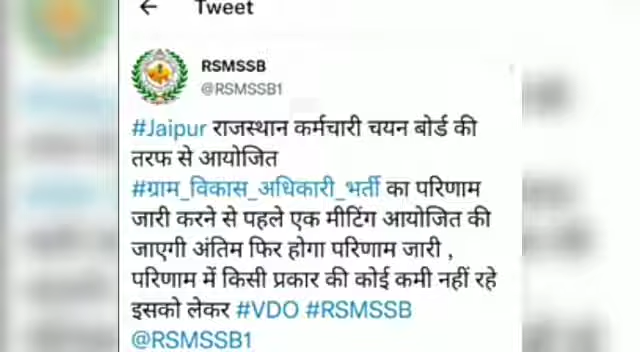 ← Tweet
RSMSSB
@RSMSSB1
#Jaipur राजस्थान कर्मचारी चयन बोर्ड की
तरफ से आयोजित
#ग्राम_विकास_अधिकारी_भर्ती का परिणाम
जारी करने से पहले एक मीटिंग आयोजित की
जाएगी अंतिम फिर होगा परिणाम जारी ,
परिणाम में किसी प्रकार की कोई कमी नहीं रहे
इसको लेकर #VDO #RSMSSB
@RSMSSB1